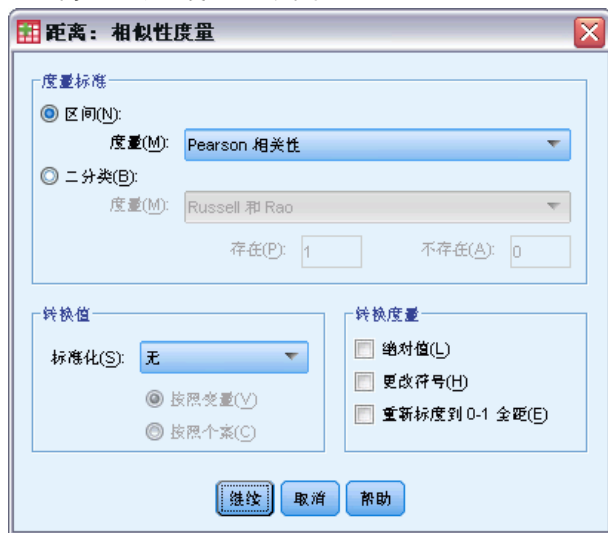 距离：相似性度量
度量标准
区间(N):
度量(M): Pearson 相关性
二分类(B):
度量(M): Russell 和 Rao
存在(P): 1 不存在(A): 0
转换值
标准化(S): 无
按照变量(V)
按照个案(C)
转换度量
绝对值(L)
更改符号(H)
重新标度到 0-1 全距(E)
继续 取消 帮助